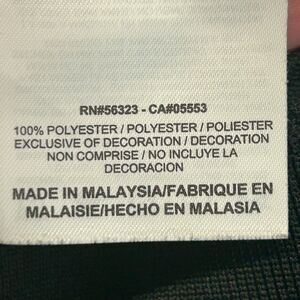 RN#56323 - CA#05553
100% POLYESTER / POLYESTER / POLIESTER
EXCLUSIVE OF DECORATION / DECORATION
NON COMPRISE / NO INCLUYE LA
DECORACION
MADE IN MALAYSIA/FABRIQUE EN
MALAISIE/HECHO EN MALASIA